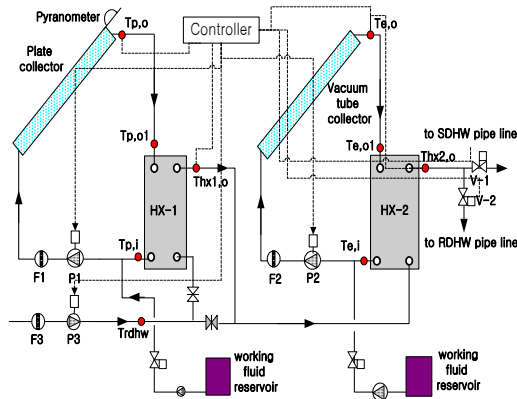 Pyranometer
Tp,o
Controller
Te,o
Plate
collector
Vacuum
tube
collector
Tp,o1
Te,o1
to SDHW pipe line
Thx1,o
Thx2,o
V-1
HX-1
HX-2
V-2
Tp,i
Te,i
to RDHW pipe line
F1
P1
F2
P2
F3
P3
Trdhw
working
fluid
reservoir
working
fluid
reservoir